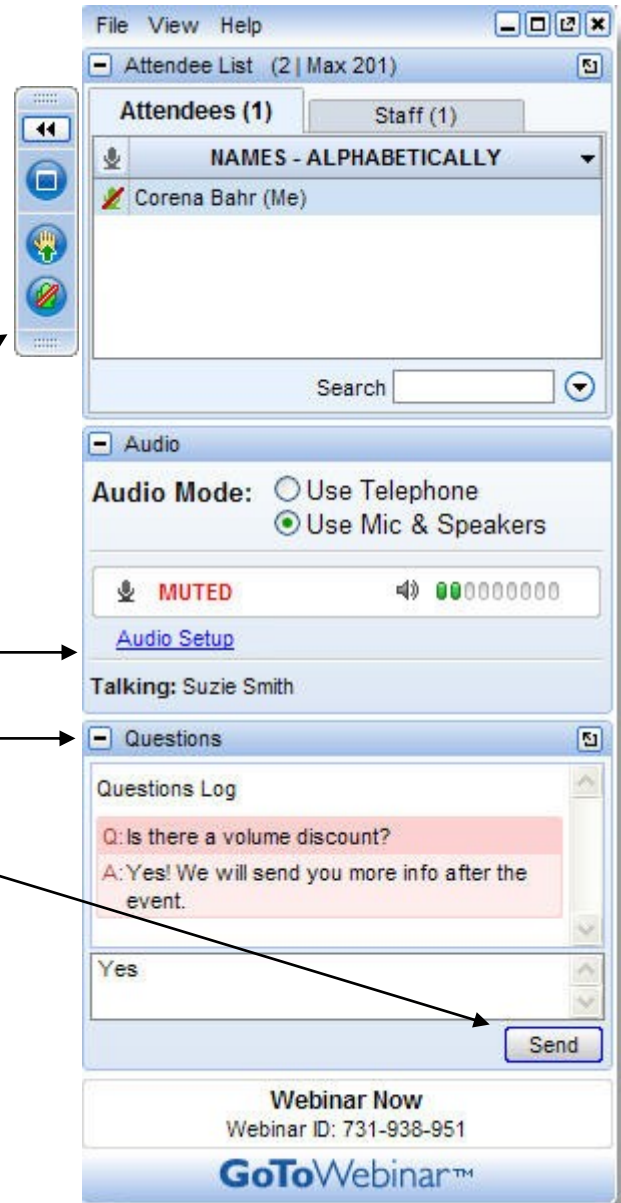 File View Help
Attendee List (2 | Max 201)
Attendees (1) Staff (1)
NAMES - ALPHABETICALLY
Corena Bahr (Me)
Search
Audio
Audio Mode: Use Telephone
Use Mic & Speakers
MUTED
Audio Setup
Talking: Suzie Smith
Questions
Questions Log
Q: Is there a volume discount?
A: Yes! We will send you more info after the
event.
Yes
Send
Webinar Now
Webinar ID: 731-938-951
GoToWebinar™